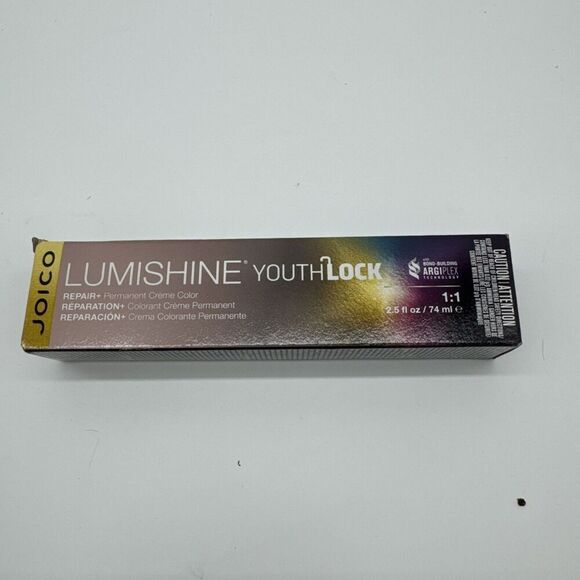 JOICO
LUMISHINE® YOUTHLOCK
REPAIR+ Permanent Creme Color
RÉPARATION+ Colorant Crème Permanent
REPARACIÓN+ Crema Colorante Permanente
with
BOND-BUILDING
ARGIPLEX
TECHNOLOGY
1:1
2.5 fl oz / 74 ml e
CAUTION / ATTENTION